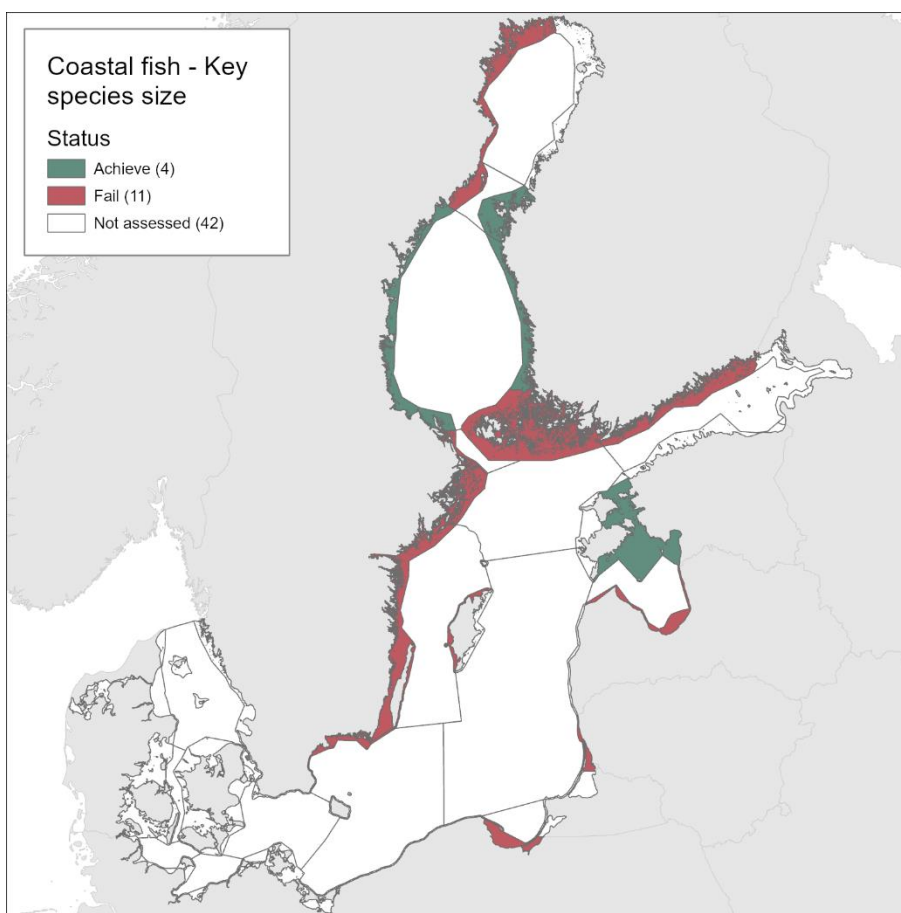 Coastal fish - Key
species size
Status
Achieve (4)
Fail (11)
Not assessed (42)